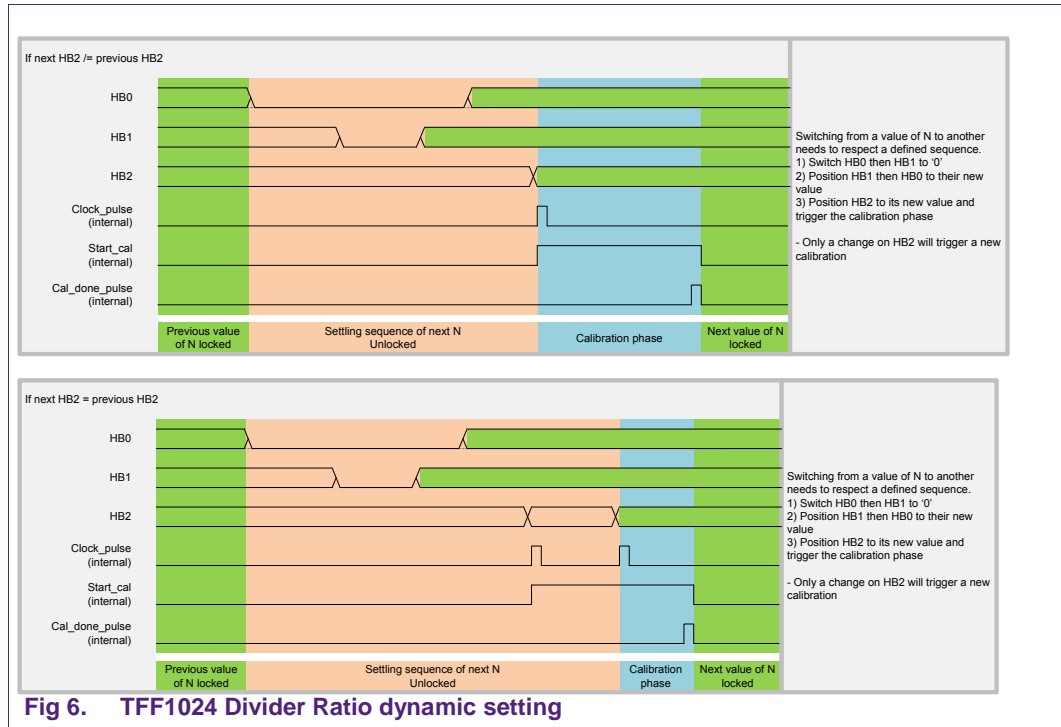 If next HB2 /= previous HB2
HB0
HB1
HB2
Clock_pulse
(internal)
Start_cal
(internal)
Cal_done_pulse
(internal)
Previous value
of N locked
Settling sequence of next N
Unlocked
Calibration phase
Next value of N
locked
Switching from a value of N to another
needs to respect a defined sequence.
1) Switch HB0 then HB1 to ‘0’
2) Position HB1 then HB0 to their new
value
3) Position HB2 to its new value and
trigger the calibration phase
- Only a change on HB2 will trigger a new
calibration
If next HB2 = previous HB2
HB0
HB1
HB2
Clock_pulse
(internal)
Start_cal
(internal)
Cal_done_pulse
(internal)
Previous value
of N locked
Settling sequence of next N
Unlocked
Calibration
phase
Next value of N
locked
Switching from a value of N to another
needs to respect a defined sequence.
1) Switch HB0 then HB1 to ‘0’
2) Position HB1 then HB0 to their new
value
3) Position HB2 to its new value and
trigger the calibration phase
- Only a change on HB2 will trigger a new
calibration
Fig 6. TFF1024 Divider Ratio dynamic setting